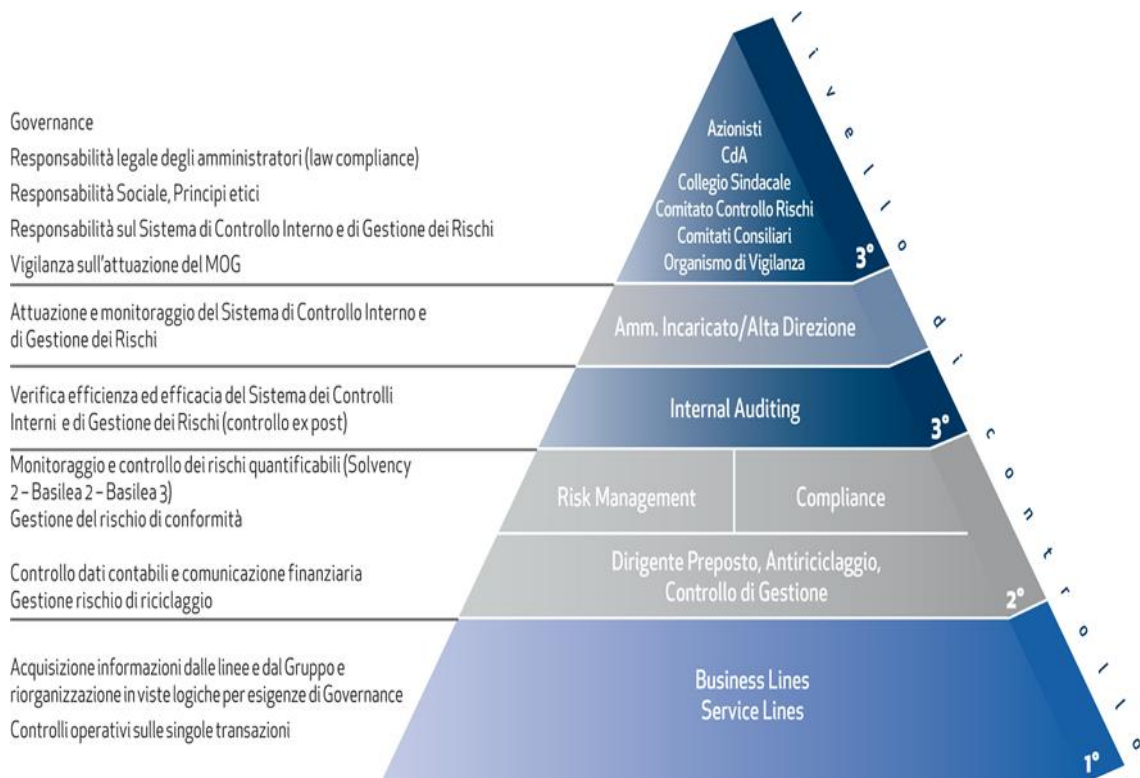 Governance
Responsabilità legale degli amministratori (law compliance)
Responsabilità Sociale, Principi etici
Responsabilità sul Sistema di Controllo Interno e di Gestione dei Rischi
Vigilanza sull'attuazione del MOG
Azionisti
CdA
Collegio Sindacale
Comitato Controllo Rischi
Comitati Consiliari
Organismo di Vigilanza
3°
Attuazione e monitoraggio del Sistema di Controllo Interno e
di Gestione dei Rischi
Amm. Incaricato/Alta Direzione
Verifica efficienza ed efficacia del Sistema dei Controlli
Interni e di Gestione dei Rischi (controllo ex post)
Internal Auditing
3°
Monitoraggio e controllo dei rischi quantificabili (Solvency
2 – Basilea 2 – Basilea 3)
Gestione del rischio di conformità
Risk Management
Compliance
Controllo dati contabili e comunicazione finanziaria
Gestione rischio di riciclaggio
Dirigente Preposto, Antiriciclaggio,
Controllo di Gestione
2°
Acquisizione informazioni dalle linee e dal Gruppo e
riorganizzazione in viste logiche per esigenze di Governance
Controlli operativi sulle singole transazioni
Business Lines
Service Lines
1°
livello di controllo